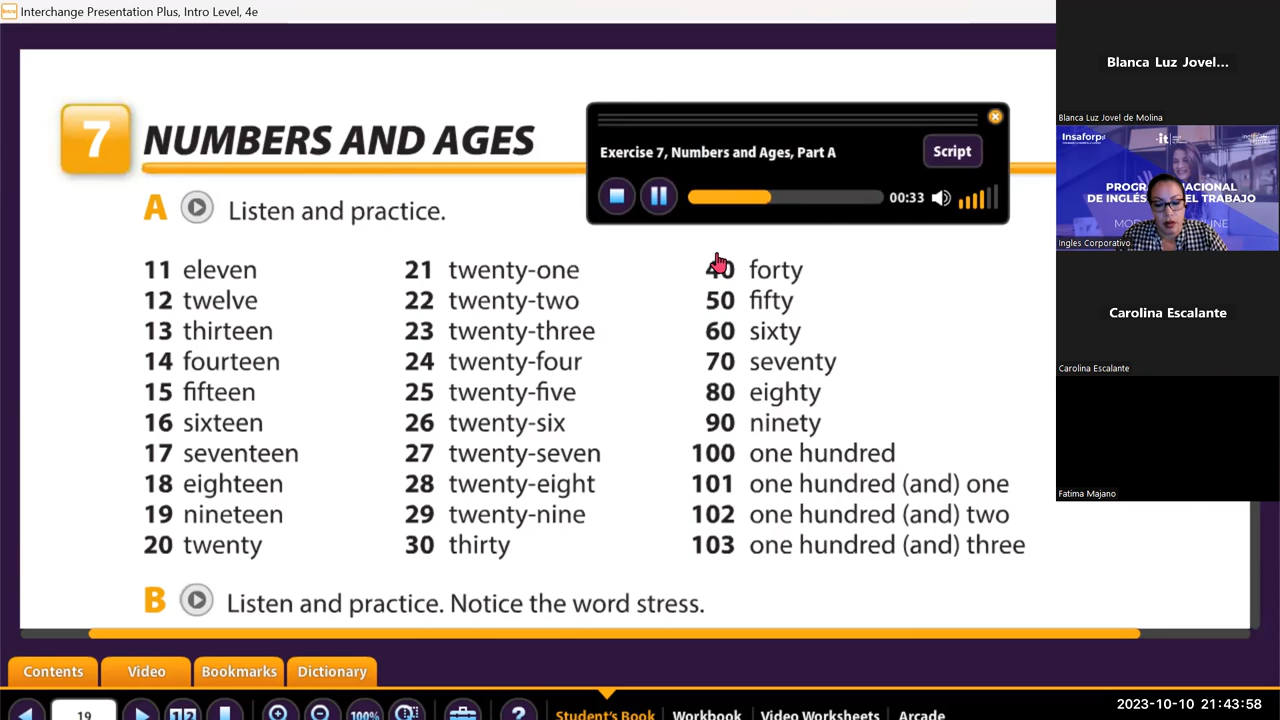 Interchange Presentation Plus, Intro Level, 4e
7 NUMBERS AND AGES
Exercise 7, Numbers and Ages, Part A
Script
00:33
A Listen and practice.
11 eleven
12 twelve
13 thirteen
14 fourteen
15 fifteen
16 sixteen
17 seventeen
18 eighteen
19 nineteen
20 twenty
21 twenty-one
22 twenty-two
23 twenty-three
24 twenty-four
25 twenty-five
26 twenty-six
27 twenty-seven
28 twenty-eight
29 twenty-nine
30 thirty
40 forty
50 fifty
60 sixty
70 seventy
80 eighty
90 ninety
100 one hundred
101 one hundred (and) one
102 one hundred (and) two
103 one hundred (and) three
B Listen and practice. Notice the word stress.
Contents Video Bookmarks Dictionary
19 100% Student's Book Workbook Video Worksheets Arcade
Blanca Luz Jovel...
Blanca Luz Jovel de Molina
Insaforp
Ingles Corporativo
Carolina Escalante
Carolina Escalante
Fatima Majano
2023-10-10 21:43:58